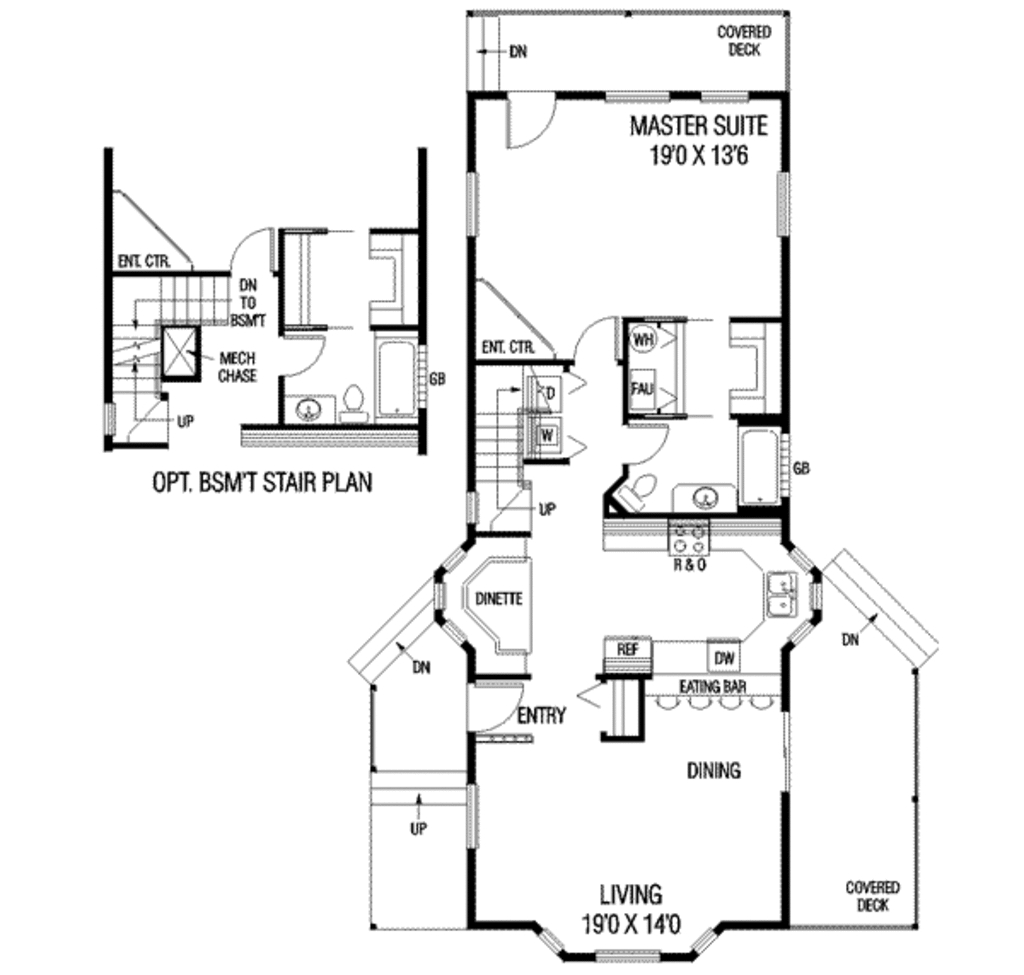 COVERED
DECK
DN
MASTER SUITE
19'0 X 13'6
ENT. CTR.
DN
TO
BSM'T
MECH
CHASE
GB
UP
OPT. BSM'T STAIR PLAN
WH
FAU
ENT. CTR.
D
W
GB
UP
R & O
DINETTE
DN
DN
REF
DW
EATING BAR
ENTRY
DINING
UP
LIVING
19'0 X 14'0
COVERED
DECK